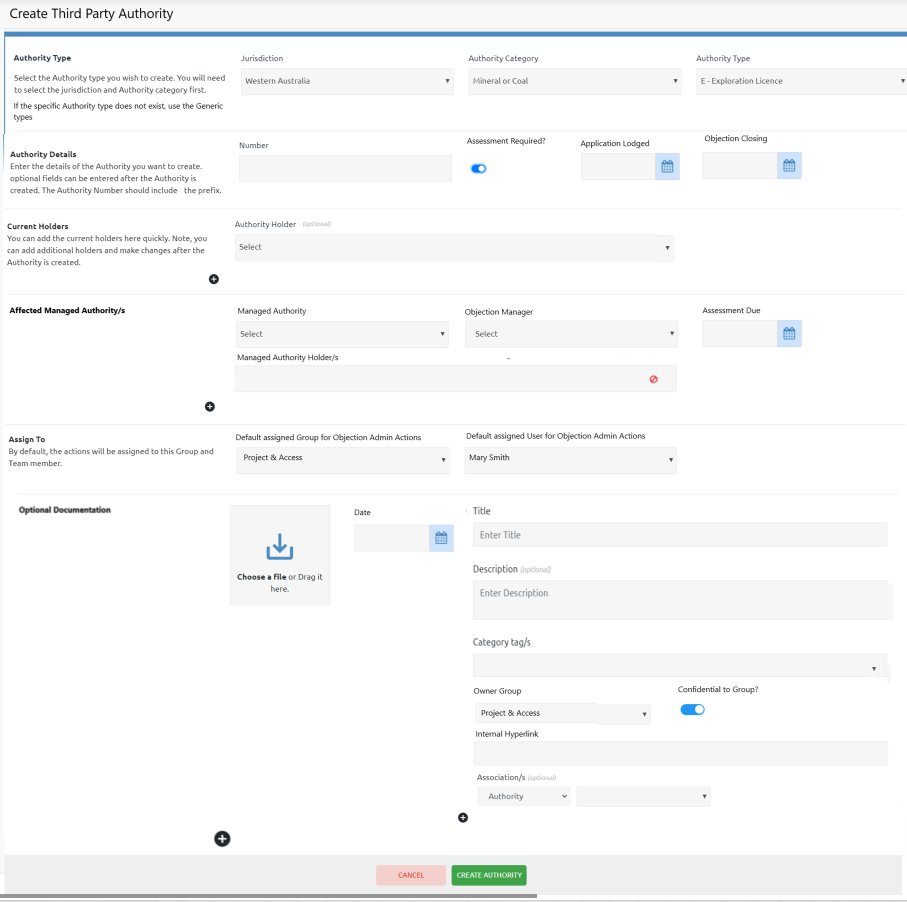 Create Third Party Authority
Authority Type
Select the Authority type you wish to create. You will need
to select the jurisdiction and Authority category first.
If the specific Authority type does not exist, use the Generic
types
Jurisdiction
Western Australia
Authority Category
Mineral or Coal
Authority Type
E - Exploration Licence
Authority Details
Enter the details of the Authority you want to create.
optional fields can be entered after the Authority is
created. The Authority Number should include the prefix.
Number
Assessment Required?
Application Lodged
Objection Closing
Current Holders
You can add the current holders here quickly. Note, you
can add additional holders and make changes after the
Authority is created.
Authority Holder (optional)
Select
Affected Managed Authority/s
Managed Authority
Select
Objection Manager
Select
Assessment Due
Managed Authority Holder/s
Assign To
By default, the actions will be assigned to this Group and
Team member.
Default assigned Group for Objection Admin Actions
Project & Access
Default assigned User for Objection Admin Actions
Mary Smith
Optional Documentation
Choose a file or Drag it
here.
Date
Title
Enter Title
Description (optional)
Enter Description
Category tag/s
Owner Group
Project & Access
Confidential to Group?
Internal Hyperlink
Association/s (optional)
Authority
CANCEL
CREATE AUTHORITY